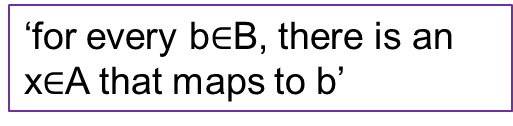 ‘for every b∈B, there is an
x∈A that maps to b’